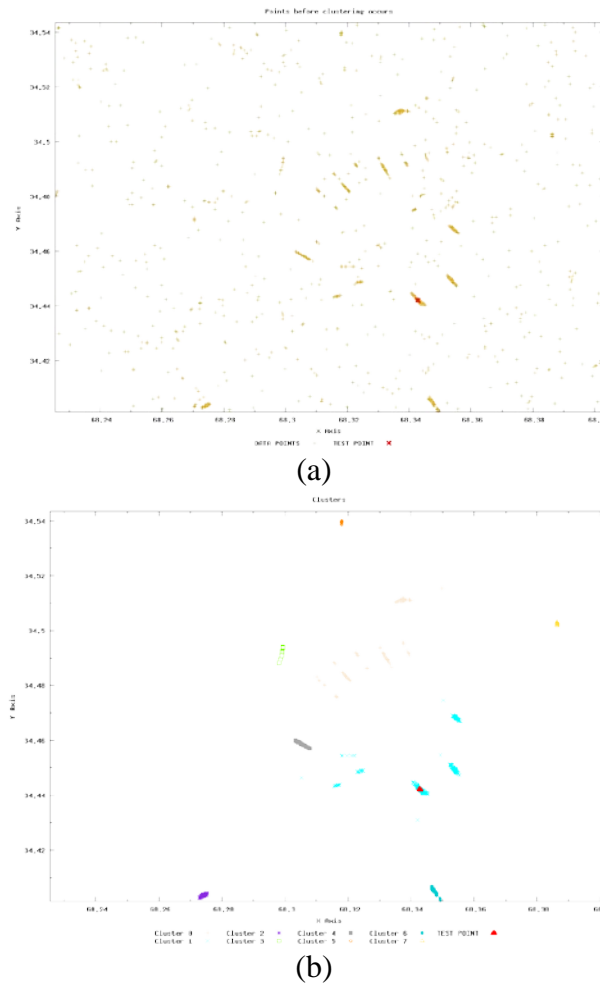 Points before clustering occurs
34.54
34.52
34.5
34.48
34.46
34.44
34.42
Y Axis
68.24 68.26 68.28 68.3 68.32 68.34 68.36 68.38
X Axis
DATA POINTS TEST POINT
(a)
Clusters
34.54
34.52
34.5
34.48
34.46
34.44
34.42
Y Axis
68.24 68.26 68.28 68.3 68.32 68.34 68.36 68.38
X Axis
Cluster 0 Cluster 2 Cluster 4 Cluster 6 TEST POINT
Cluster 1 Cluster 3 Cluster 5 Cluster 7
(b)